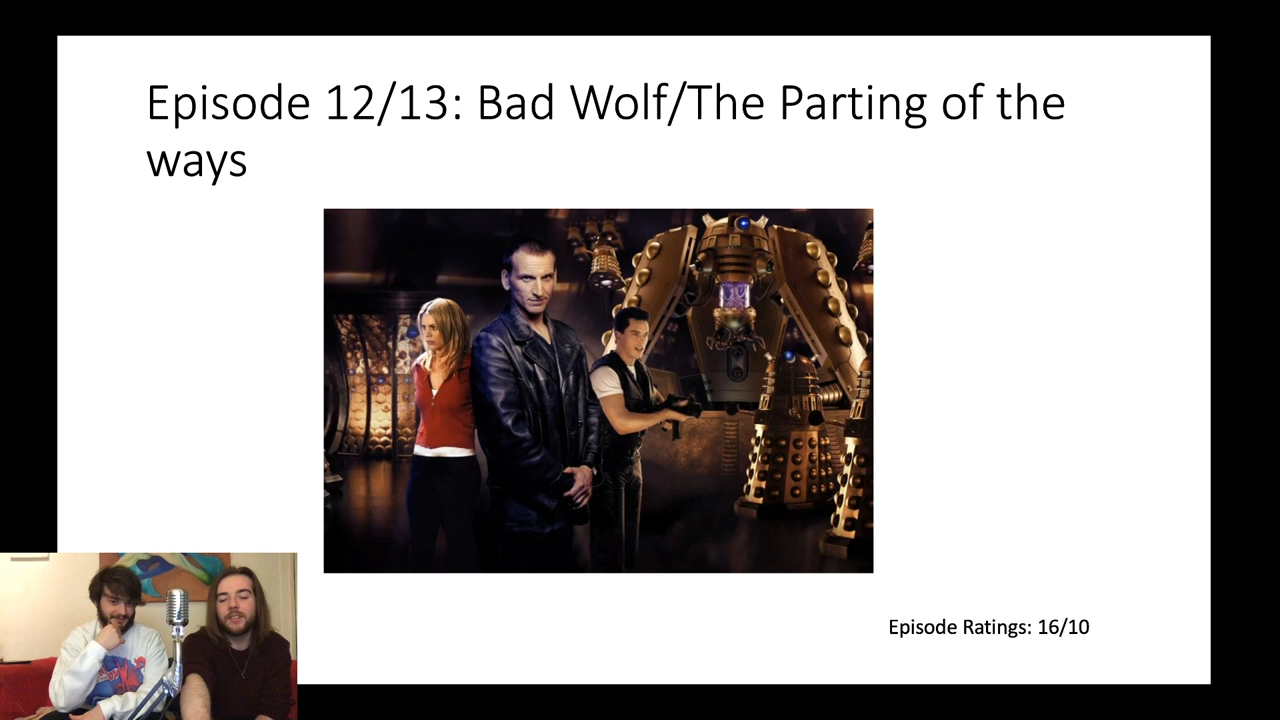 Episode 12/13: Bad Wolf/The Parting of the
ways
Episode Ratings: 16/10